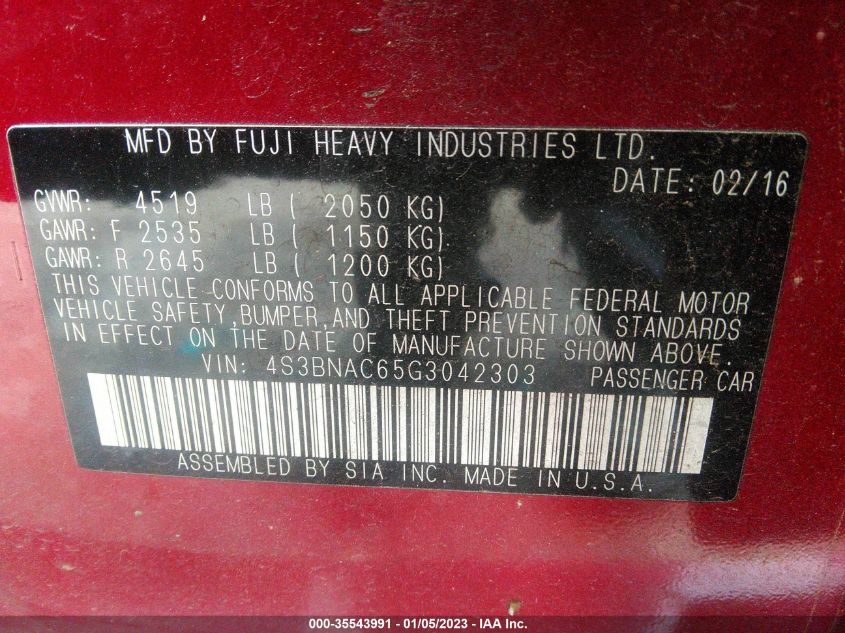 MFD BY FUJI HEAVY INDUSTRIES LTD.
DATE: 02/16
GVWR: 4519 LB ( 2050 KG)
GAWR: F 2535 LB ( 1150 KG)
GAWR: R 2645 LB ( 1200 KG)
THIS VEHICLE CONFORMS TO ALL APPLICABLE FEDERAL MOTOR
VEHICLE SAFETY, BUMPER, AND THEFT PREVENTION STANDARDS
IN EFFECT ON THE DATE OF MANUFACTURE SHOWN ABOVE.
VIN: 4S3BNAC65G3042303 PASSENGER CAR
ASSEMBLED BY SIA INC. MADE IN U.S.A.
000-35543991 - 01/05/2023 - IAA Inc.